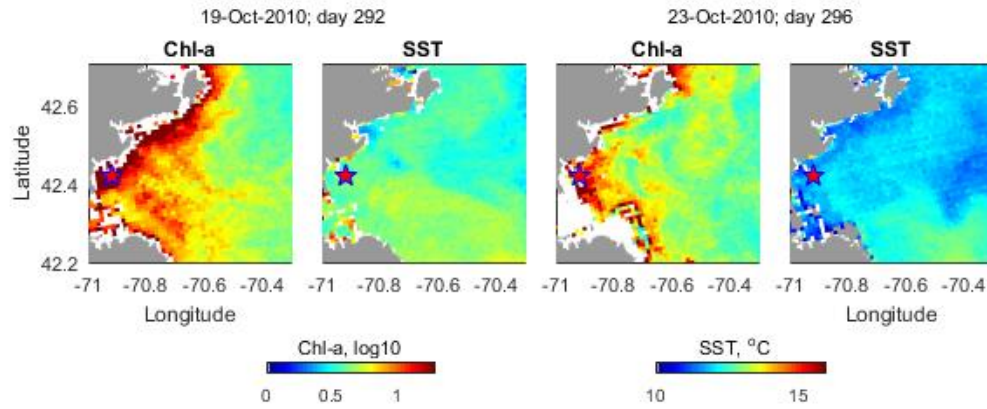 19-Oct-2010; day 292 23-Oct-2010; day 296
Chl-a SST Chl-a SST
42.6
42.4
42.2
Latitude
-71 -70.8 -70.6 -70.4 -71 -70.8 -70.6 -70.4 -71 -70.8 -70.6 -70.4 -71 -70.8 -70.6 -70.4
Longitude Longitude
Chl-a, log10 SST, °C
0 0.5 1 10 15